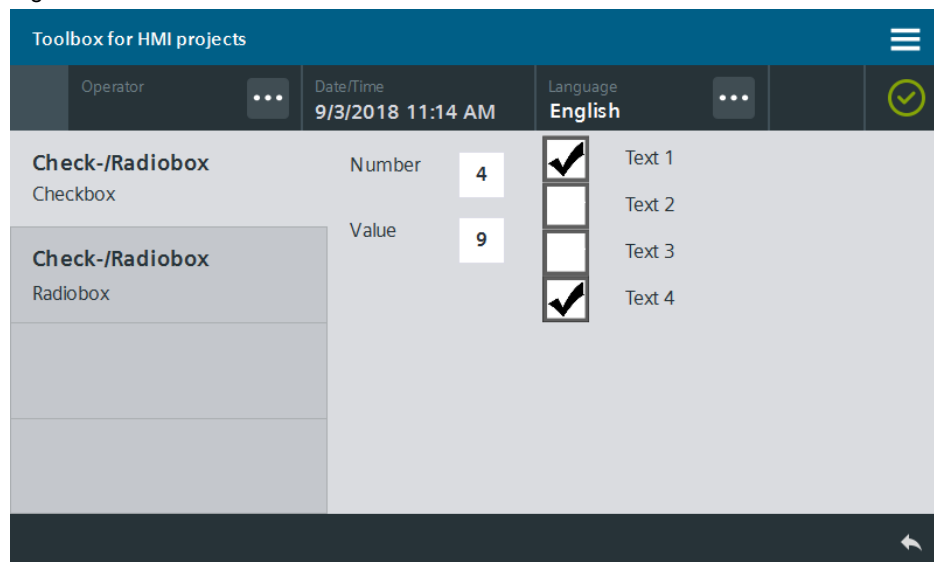 Toolbox for HMI projects
Operator
Date/Time
9/3/2018 11:14 AM
Language
English
Check-/Radiobox
Checkbox
Check-/Radiobox
Radiobox
Number 4
Value 9
Text 1
Text 2
Text 3
Text 4